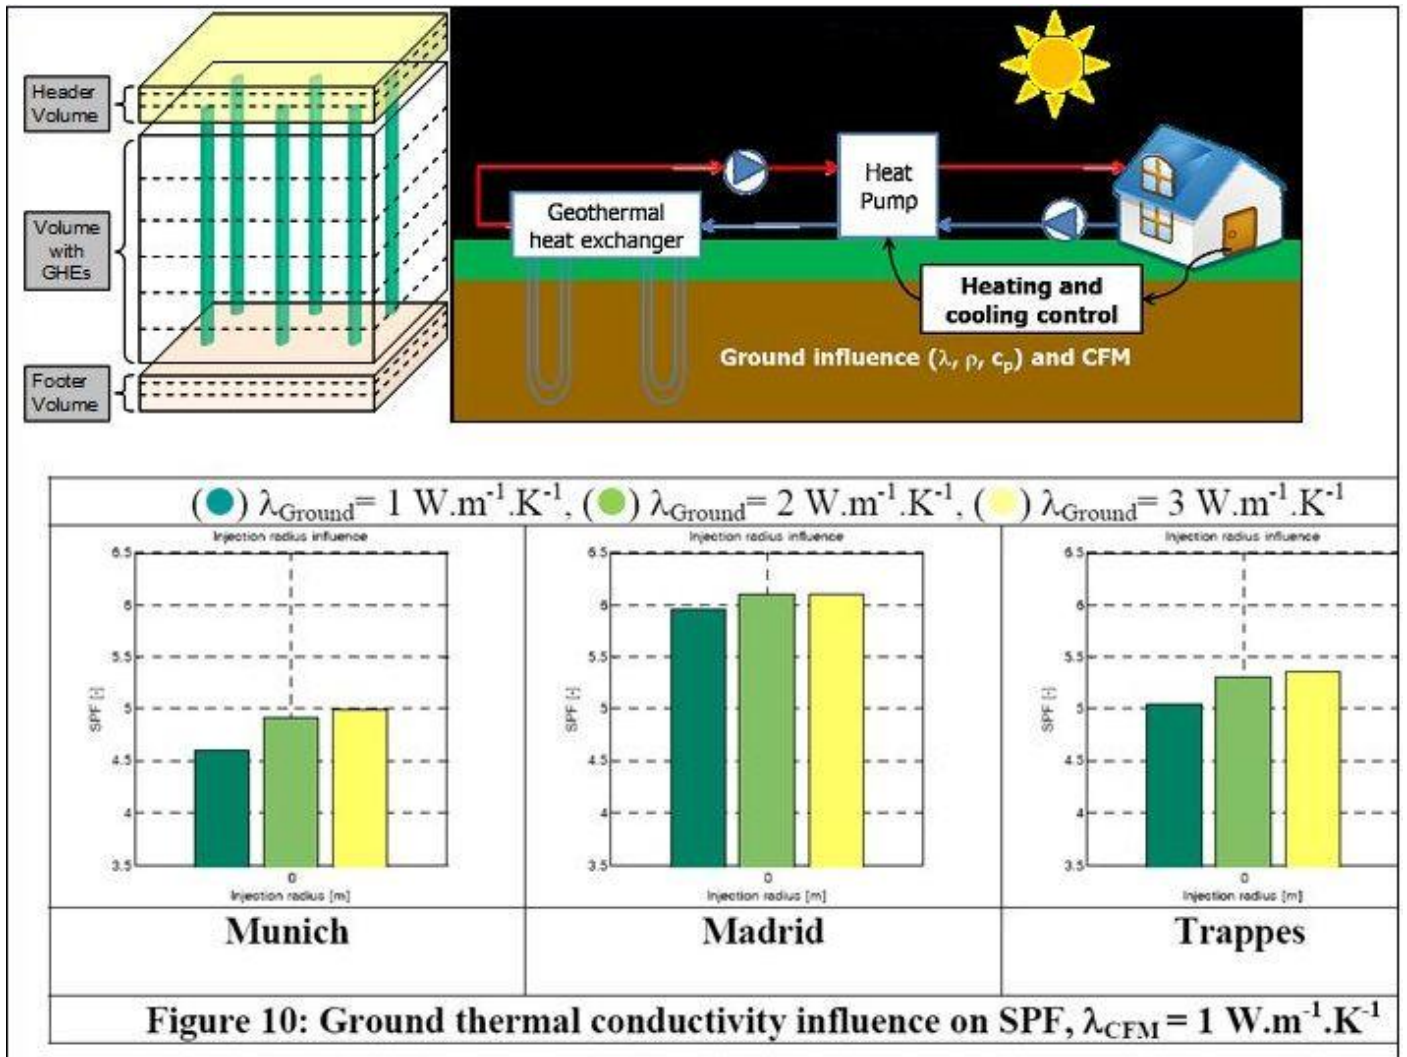 Header
Volume
Volume
with
GHEs
Footer
Volume
Heat
Pump
Geothermal
heat exchanger
Heating and
cooling control
Ground influence (λ, ρ, cₚ) and CFM
(●) λGround= 1 W.m⁻¹.K⁻¹, (●) λGround= 2 W.m⁻¹.K⁻¹, (●) λGround= 3 W.m⁻¹.K⁻¹
Injection radius influence
6.5
6
5.5
5
4.5
4
3.5
SPF [-]
0
Injection radius [m]
Injection radius influence
6.5
6
5.5
5
4.5
4
3.5
SPF [-]
0
Injection radius [m]
Injection radius influence
6.5
6
5.5
5
4.5
4
3.5
SPF [-]
0
Injection radius [m]
Munich
Madrid
Trappes
Figure 10: Ground thermal conductivity influence on SPF, λCFM = 1 W.m⁻¹.K⁻¹